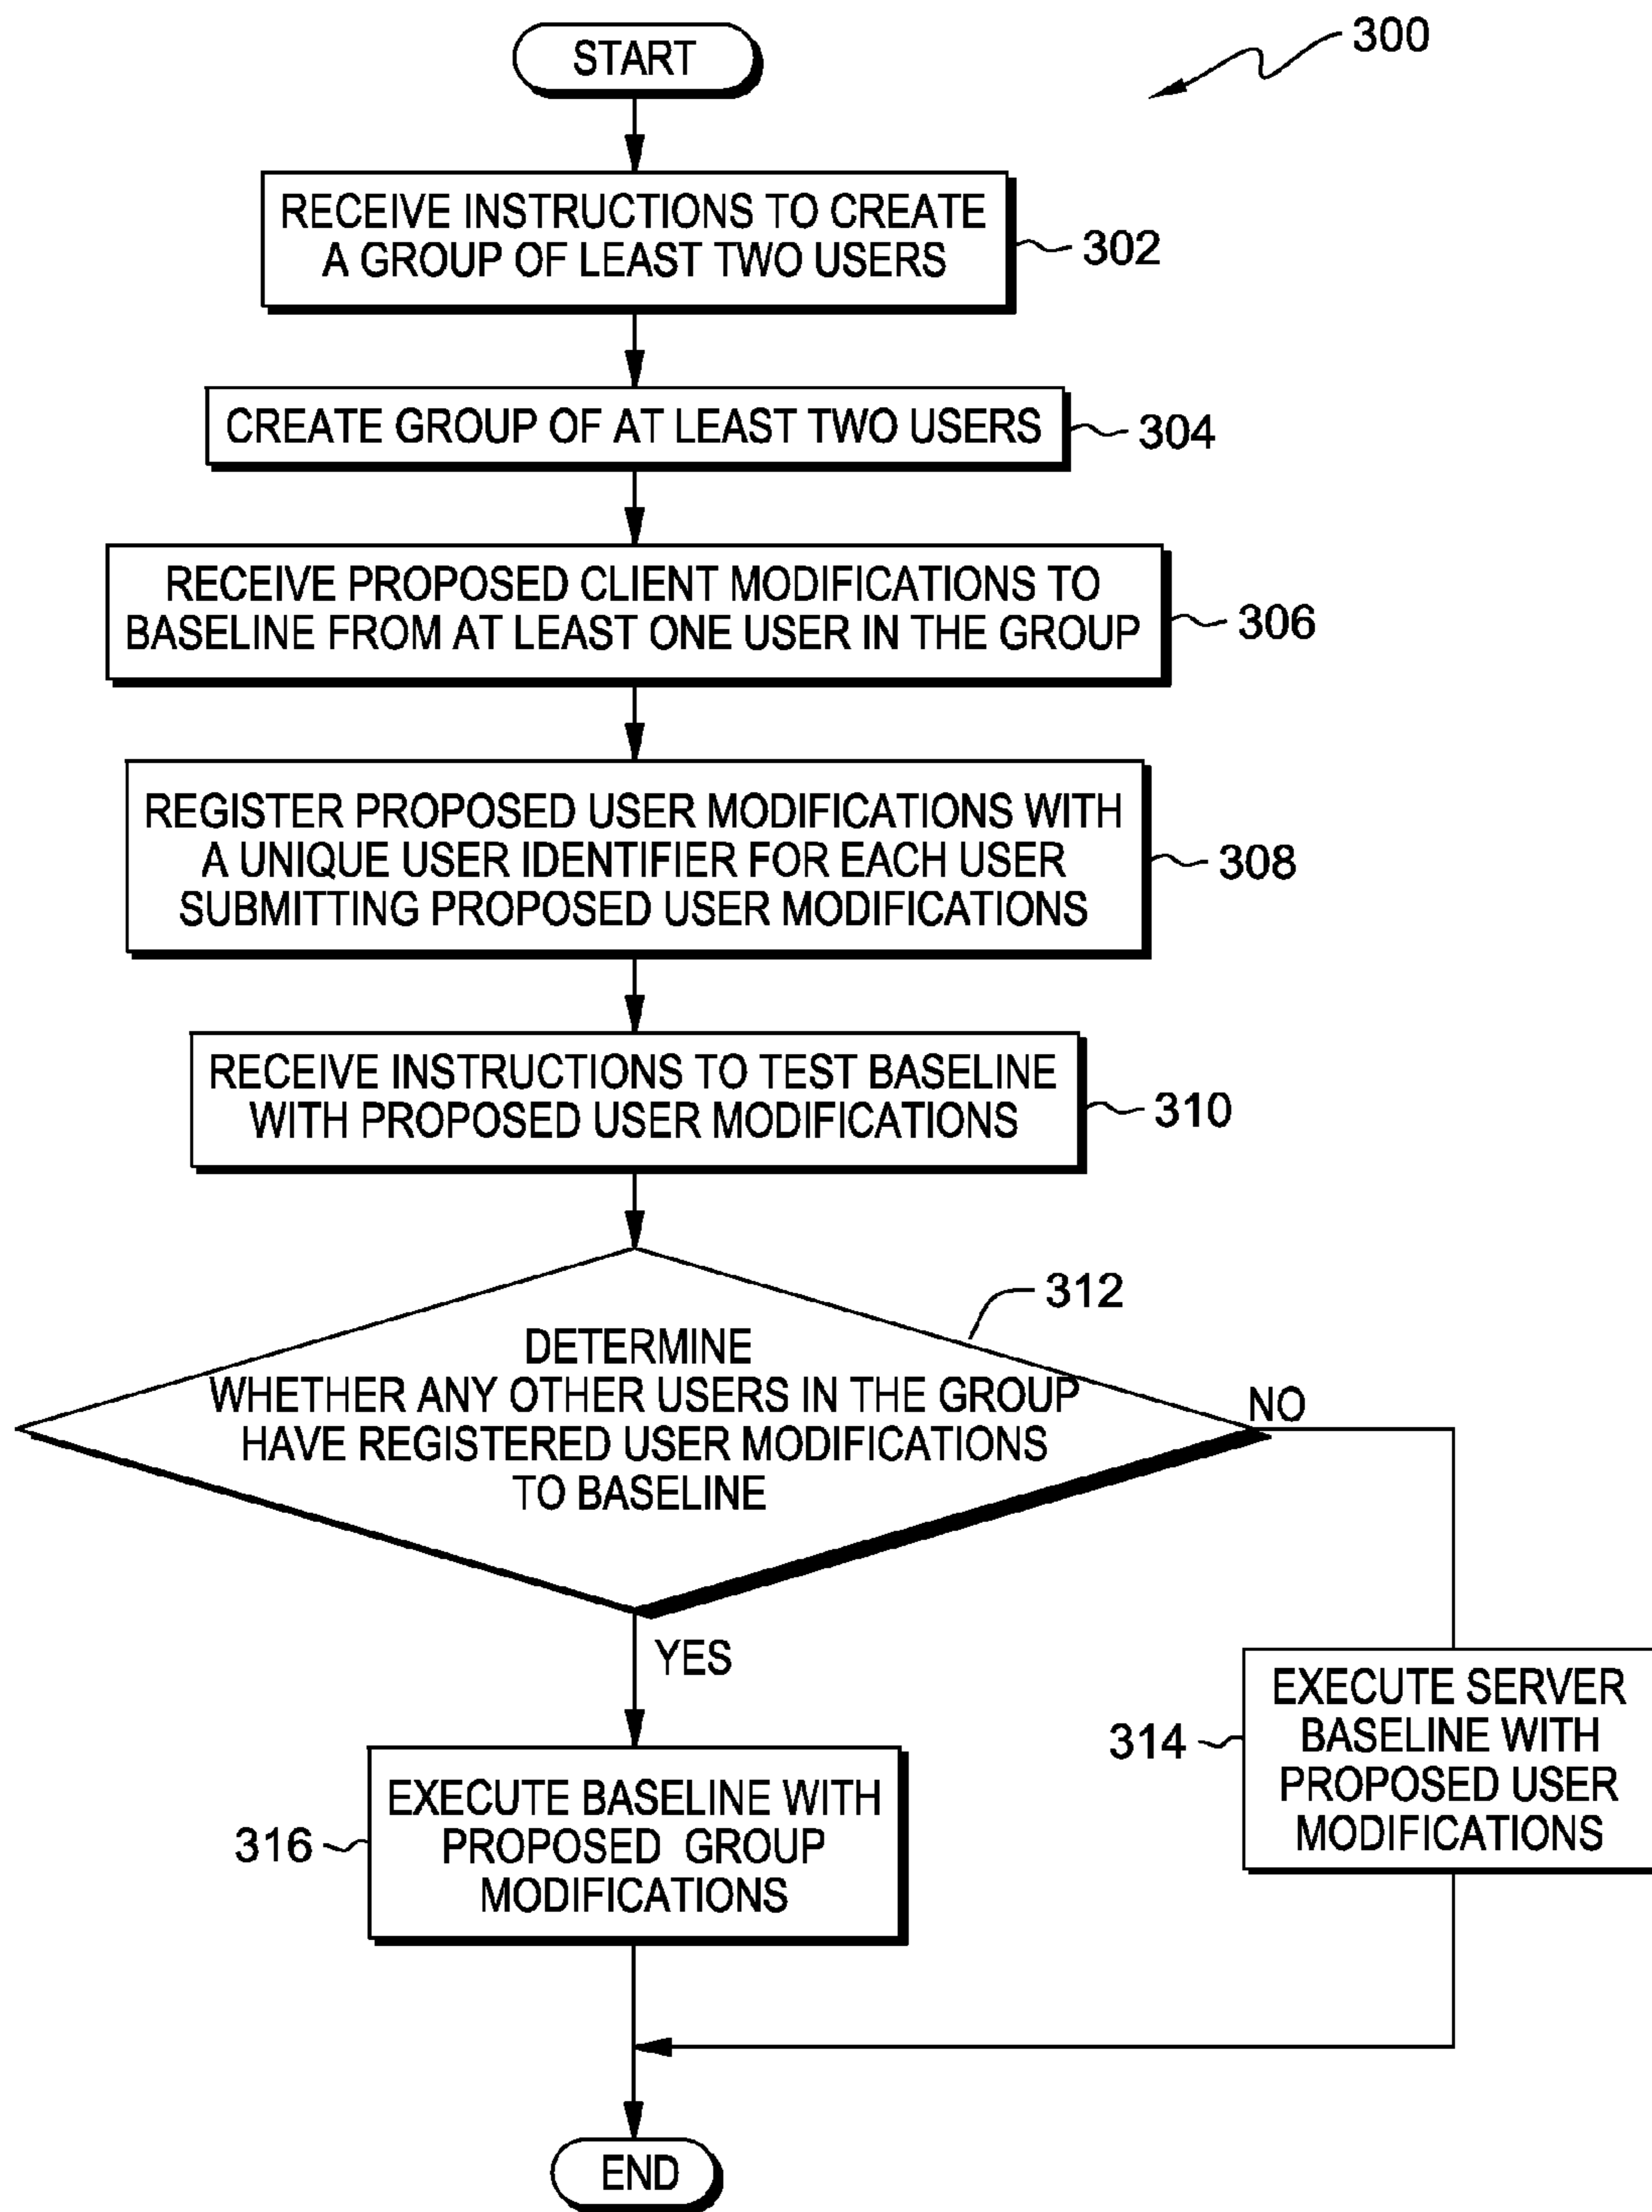 START
300
RECEIVE INSTRUCTIONS TO CREATE
A GROUP OF LEAST TWO USERS
302
CREATE GROUP OF AT LEAST TWO USERS
304
RECEIVE PROPOSED CLIENT MODIFICATIONS TO
BASELINE FROM AT LEAST ONE USER IN THE GROUP
306
REGISTER PROPOSED USER MODIFICATIONS WITH
A UNIQUE USER IDENTIFIER FOR EACH USER
SUBMITTING PROPOSED USER MODIFICATIONS
308
RECEIVE INSTRUCTIONS TO TEST BASELINE
WITH PROPOSED USER MODIFICATIONS
310
312
DETERMINE
WHETHER ANY OTHER USERS IN THE GROUP
HAVE REGISTERED USER MODIFICATIONS
TO BASELINE
NO
YES
EXECUTE SERVER
BASELINE WITH
PROPOSED USER
MODIFICATIONS
314
EXECUTE BASELINE WITH
PROPOSED GROUP
MODIFICATIONS
316
END